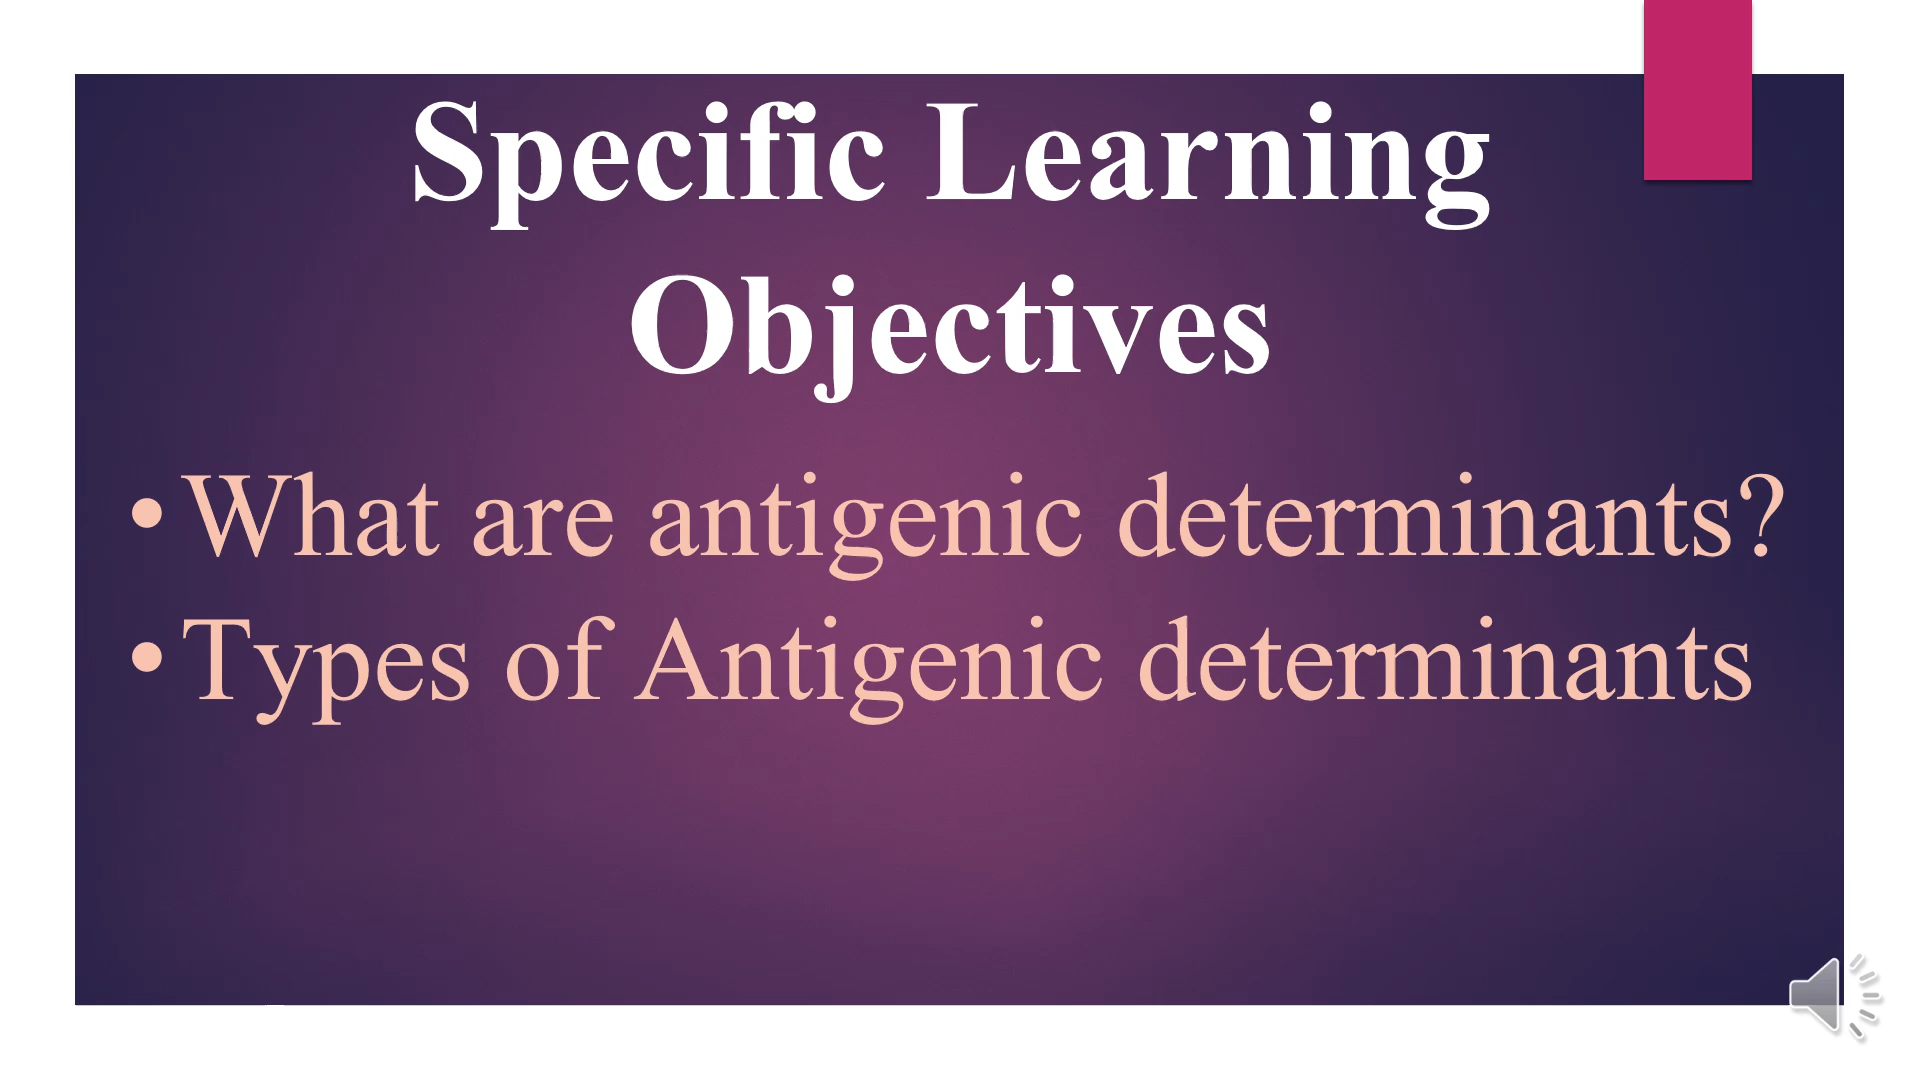 Specific Learning
Objectives
• What are antigenic determinants?
• Types of Antigenic determinants